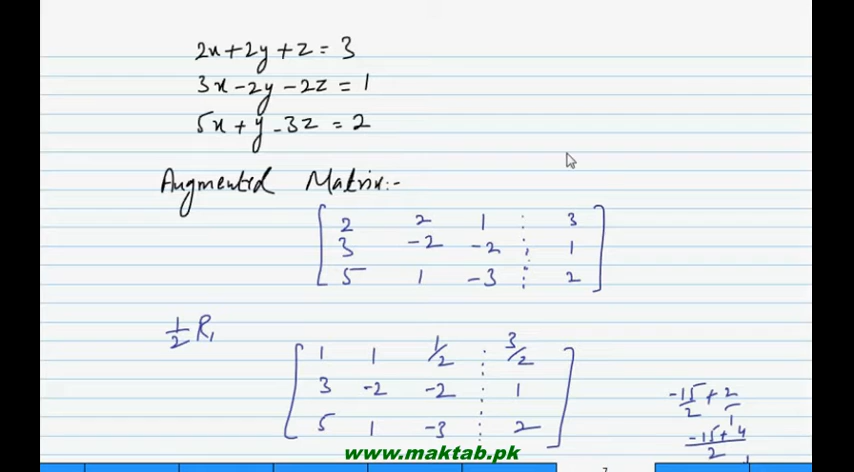 2x+2y+z=3
3x-2y-2z=1
5x+y-3z=2
Augmented Matrix:-
2 2 1 ⋮ 3
3 -2 -2 ⋮ 1
5 1 -3 ⋮ 2
1/2 R₁
1 1 1/2 ⋮ 3/2
3 -2 -2 ⋮ 1
5 1 -3 ⋮ 2
-15/2 + 2/1
-15+4/2
www.maktab.pk